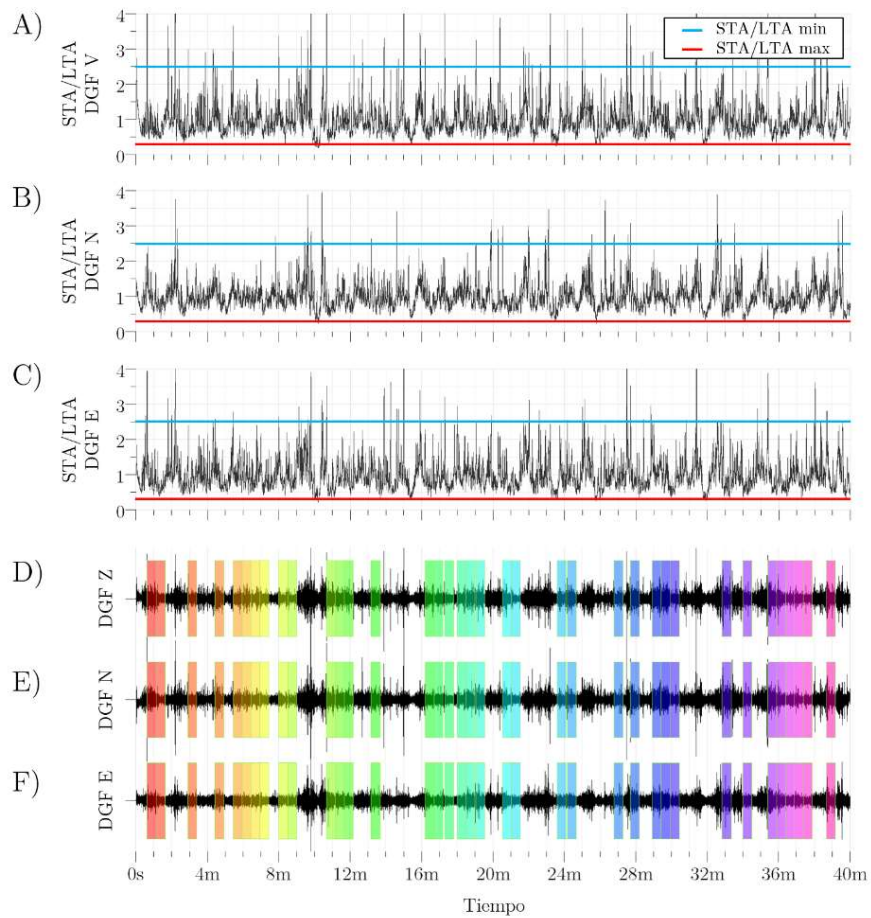 A)
STA/LTA
DGF V
4
3
2
1
0
STA/LTA min
STA/LTA max
B)
STA/LTA
DGF N
4
3
2
1
0
C)
STA/LTA
DGF E
4
3
2
1
0
D)
DGF Z
E)
DGF N
F)
DGF E
0s 4m 8m 12m 16m 20m 24m 28m 32m 36m 40m
Tiempo